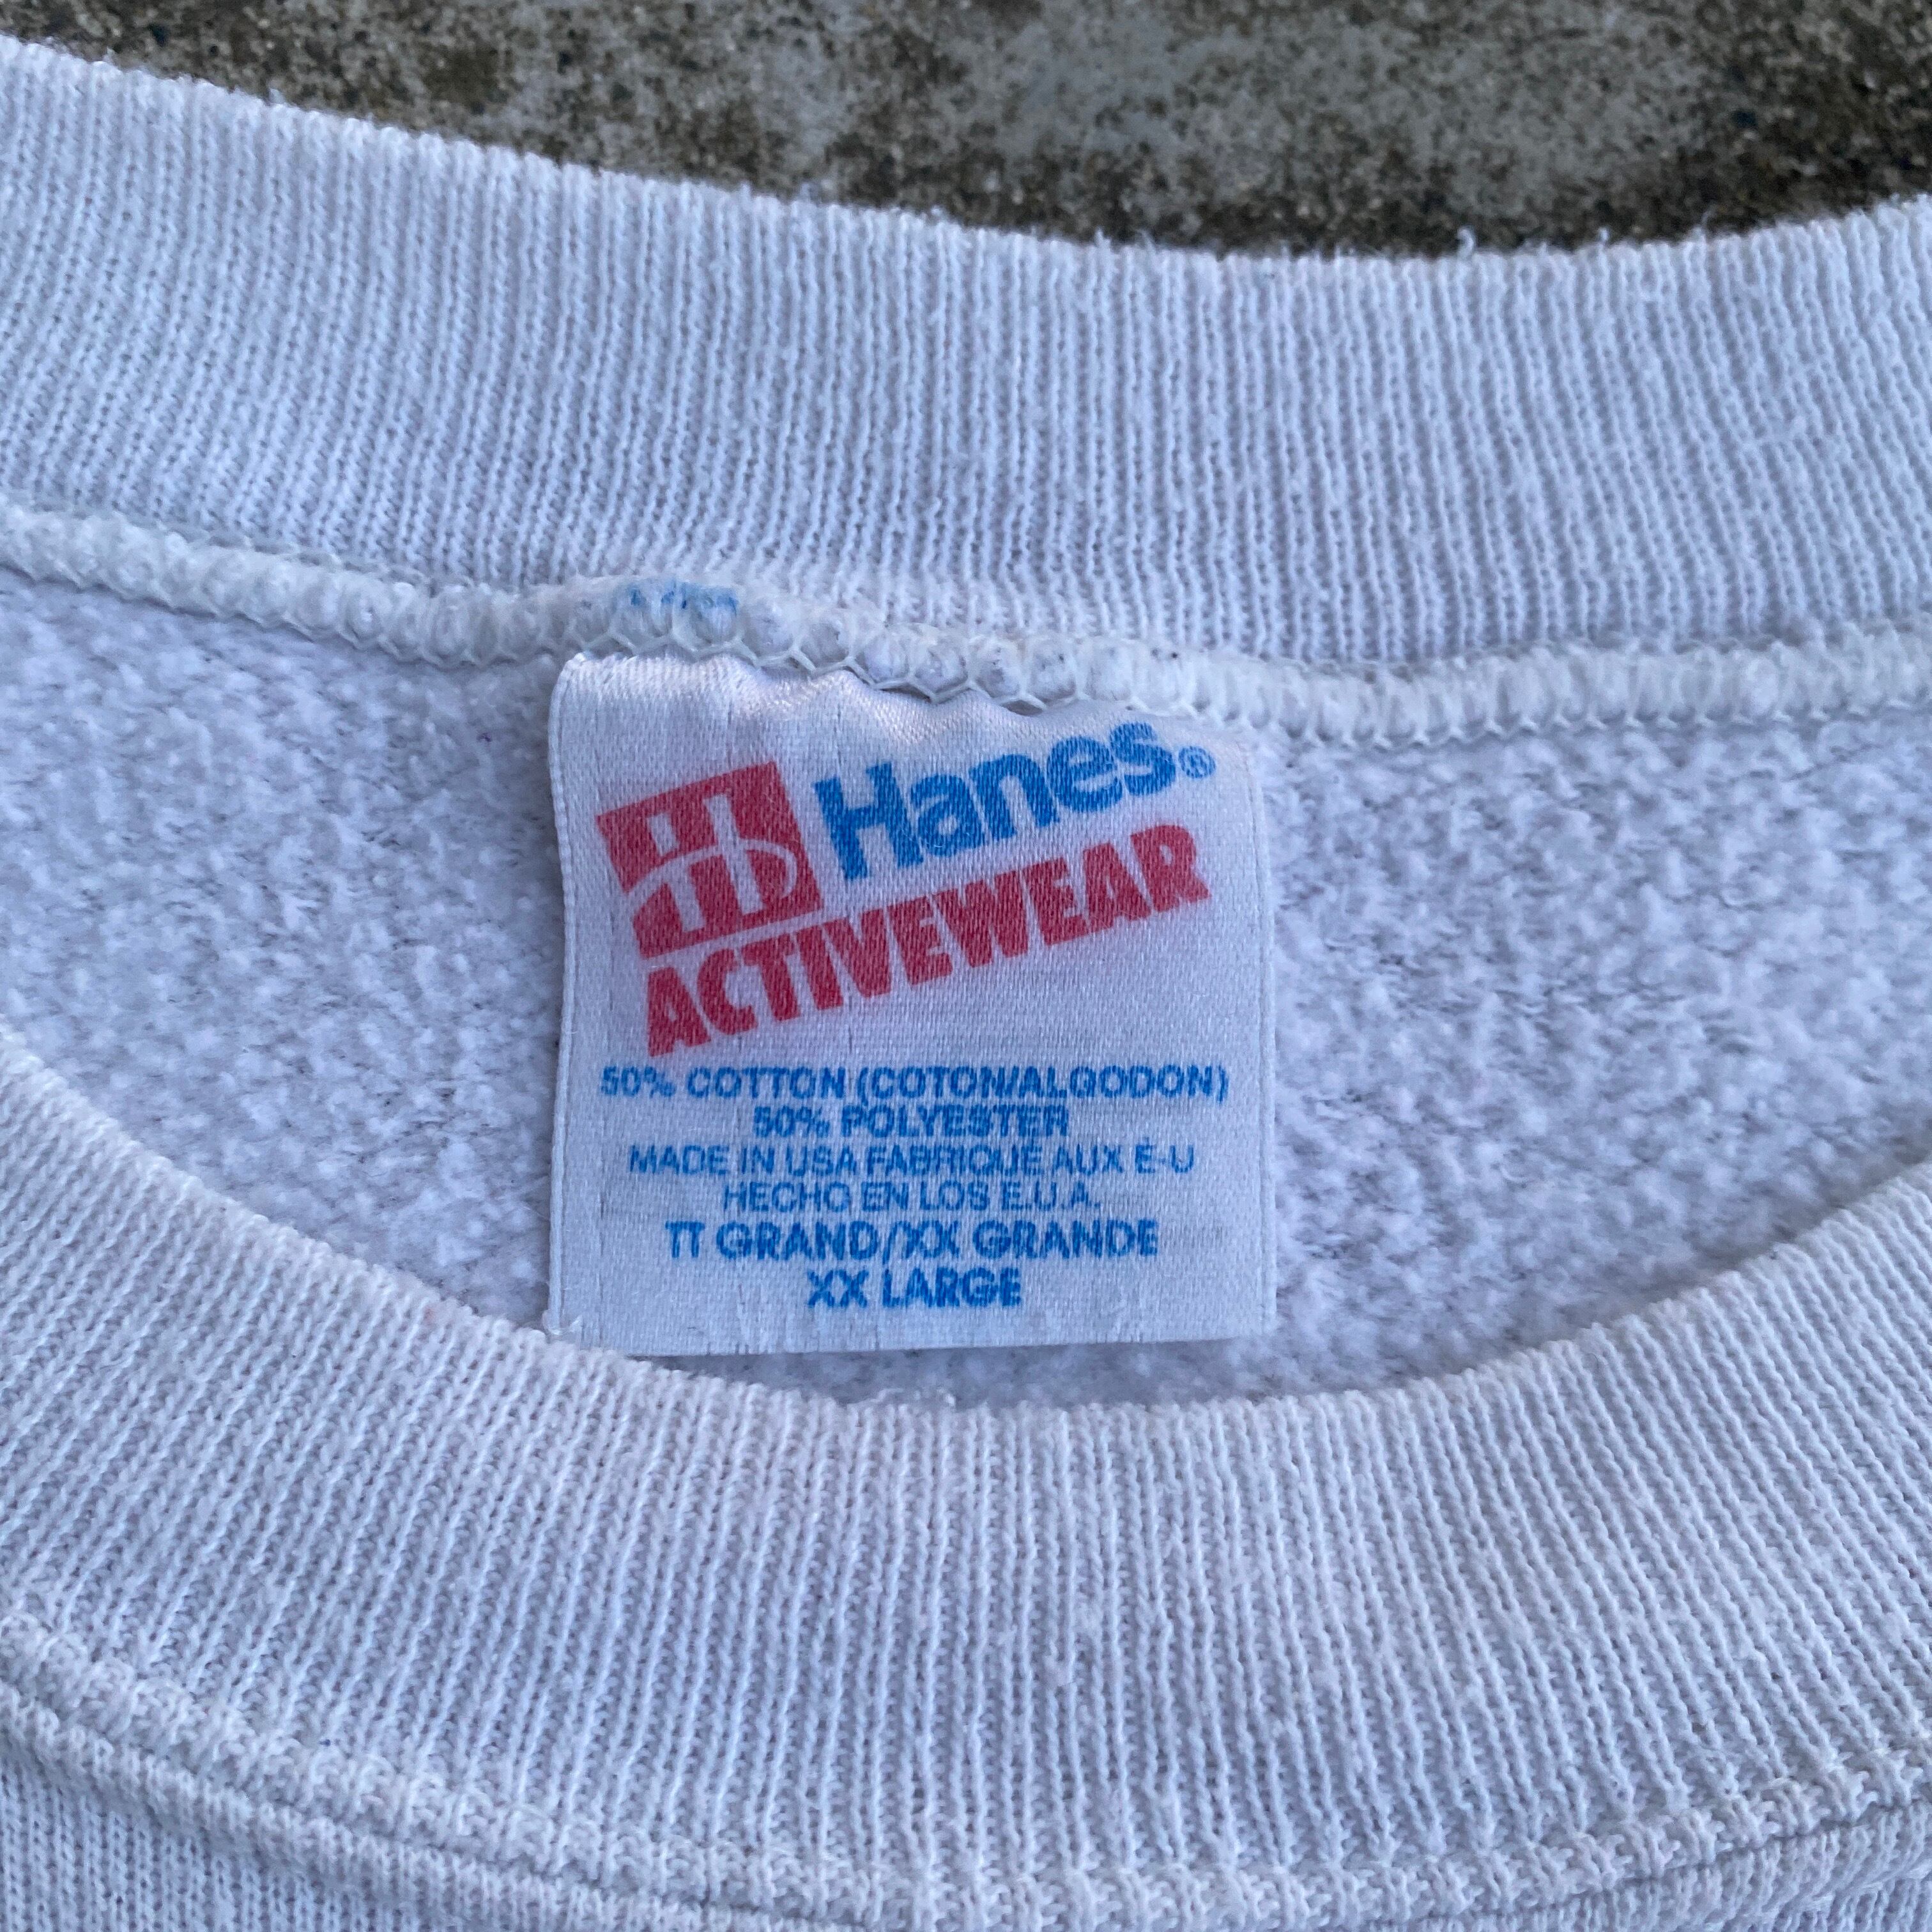 Hanes®
ACTIVEWEAR
50% COTTON (COTON/ALGODON)
50% POLYESTER
MADE IN USA FABRIQUÉ AUX É-U
HECHO EN LOS E.U.A.
TT GRAND/XX GRANDE
XX LARGE